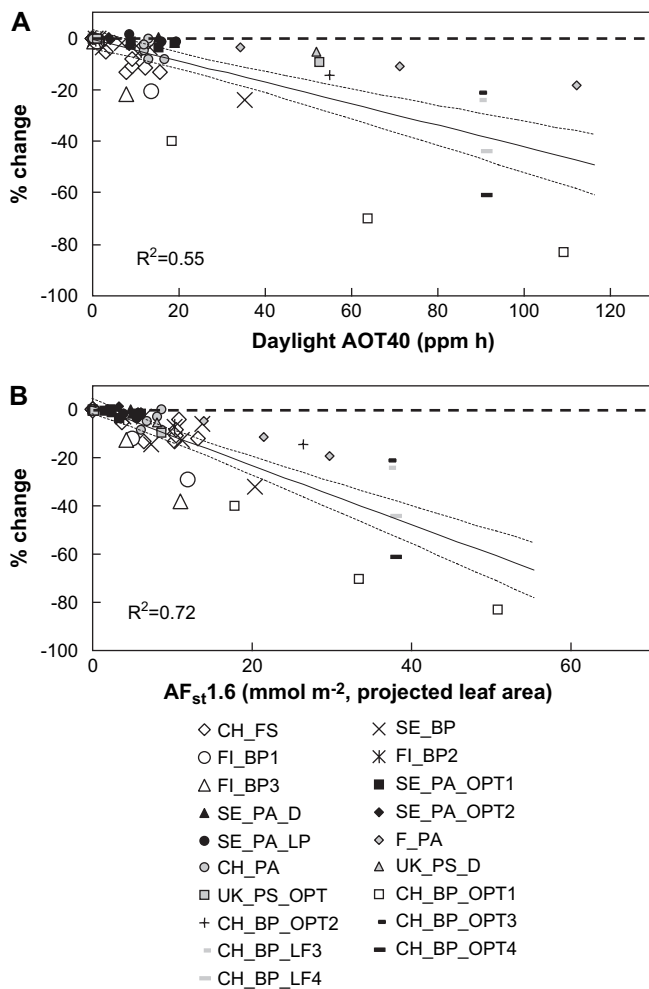 A
0
-20
-40
-60
-80
-100
% change
R²=0.55
0 20 40 60 80 100 120
Daylight AOT40 (ppm h)
B
0
-20
-40
-60
-80
-100
% change
R²=0.72
0 20 40 60
AFst1.6 (mmol m-2, projected leaf area)
CH_FS SE_BP
FI_BP1 FI_BP2
FI_BP3 SE_PA_OPT1
SE_PA_D SE_PA_OPT2
SE_PA_LP F_PA
CH_PA UK_PS_D
UK_PS_OPT CH_BP_OPT1
CH_BP_OPT2 CH_BP_OPT3
CH_BP_LF3 CH_BP_OPT4
CH_BP_LF4